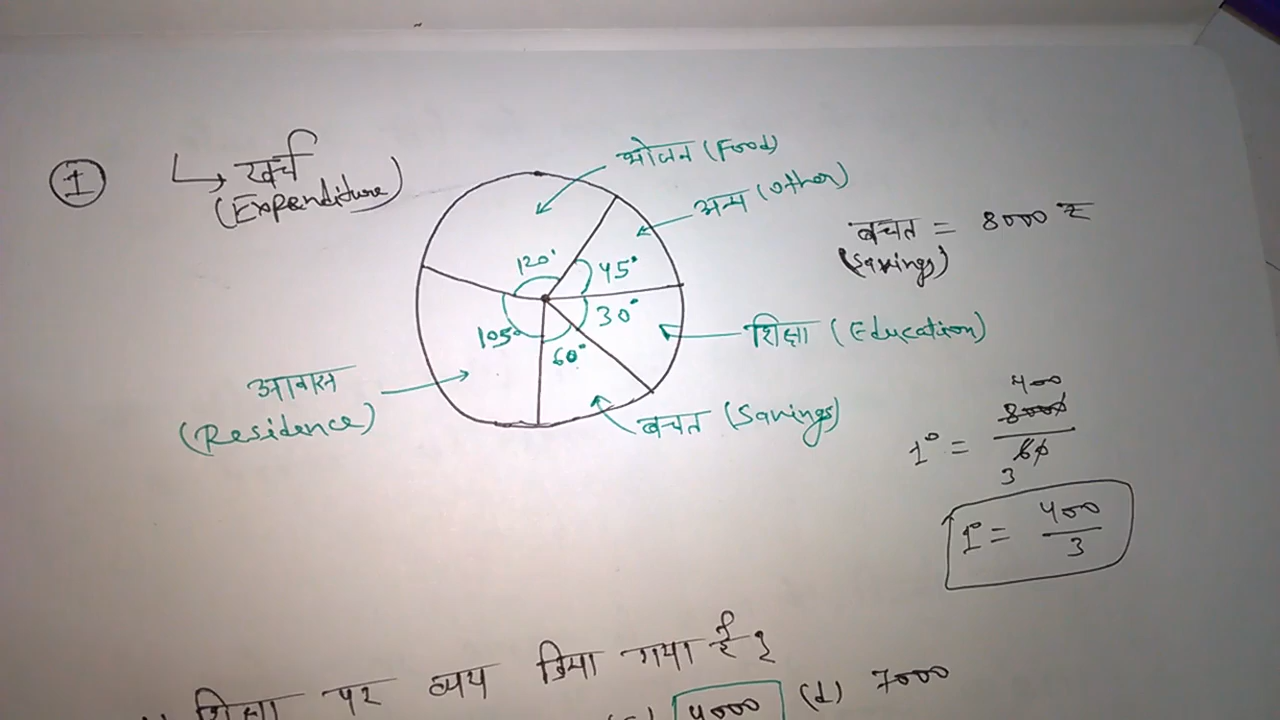 1
खर्च
(Expenditure)
भोजन (Food)
अन्य (Other)
120°
45°
30°
105°
60°
शिक्षा (Education)
बचत (Savings)
आवास
(Residence)
बचत = 8000 ₹
(Savings)
400
1° = 8000/60
3
1° = 400/3
शिक्षा पर व्यय किया गया है ?
4000 (d) 7000